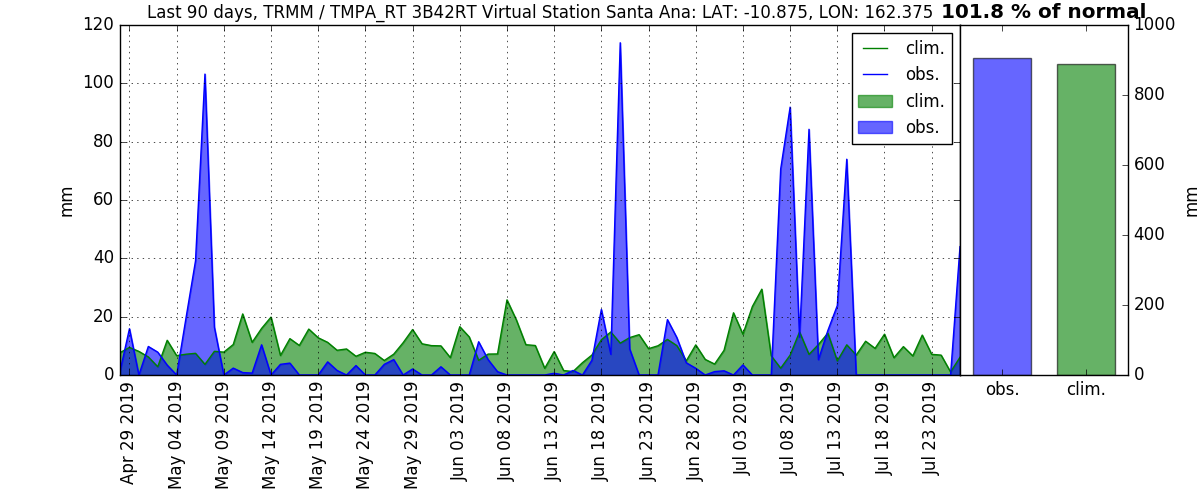 Last 90 days, TRMM / TMPA_RT 3B42RT Virtual Station Santa Ana: LAT: -10.875, LON: 162.375 101.8 % of normal
120
100
80
60
40
20
0
mm
clim.
obs.
clim.
obs.
1000
800
600
400
200
0
mm
Apr 29 2019
May 04 2019
May 09 2019
May 14 2019
May 19 2019
May 24 2019
May 29 2019
Jun 03 2019
Jun 08 2019
Jun 13 2019
Jun 18 2019
Jun 23 2019
Jun 28 2019
Jul 03 2019
Jul 08 2019
Jul 13 2019
Jul 18 2019
Jul 23 2019
obs.
clim.